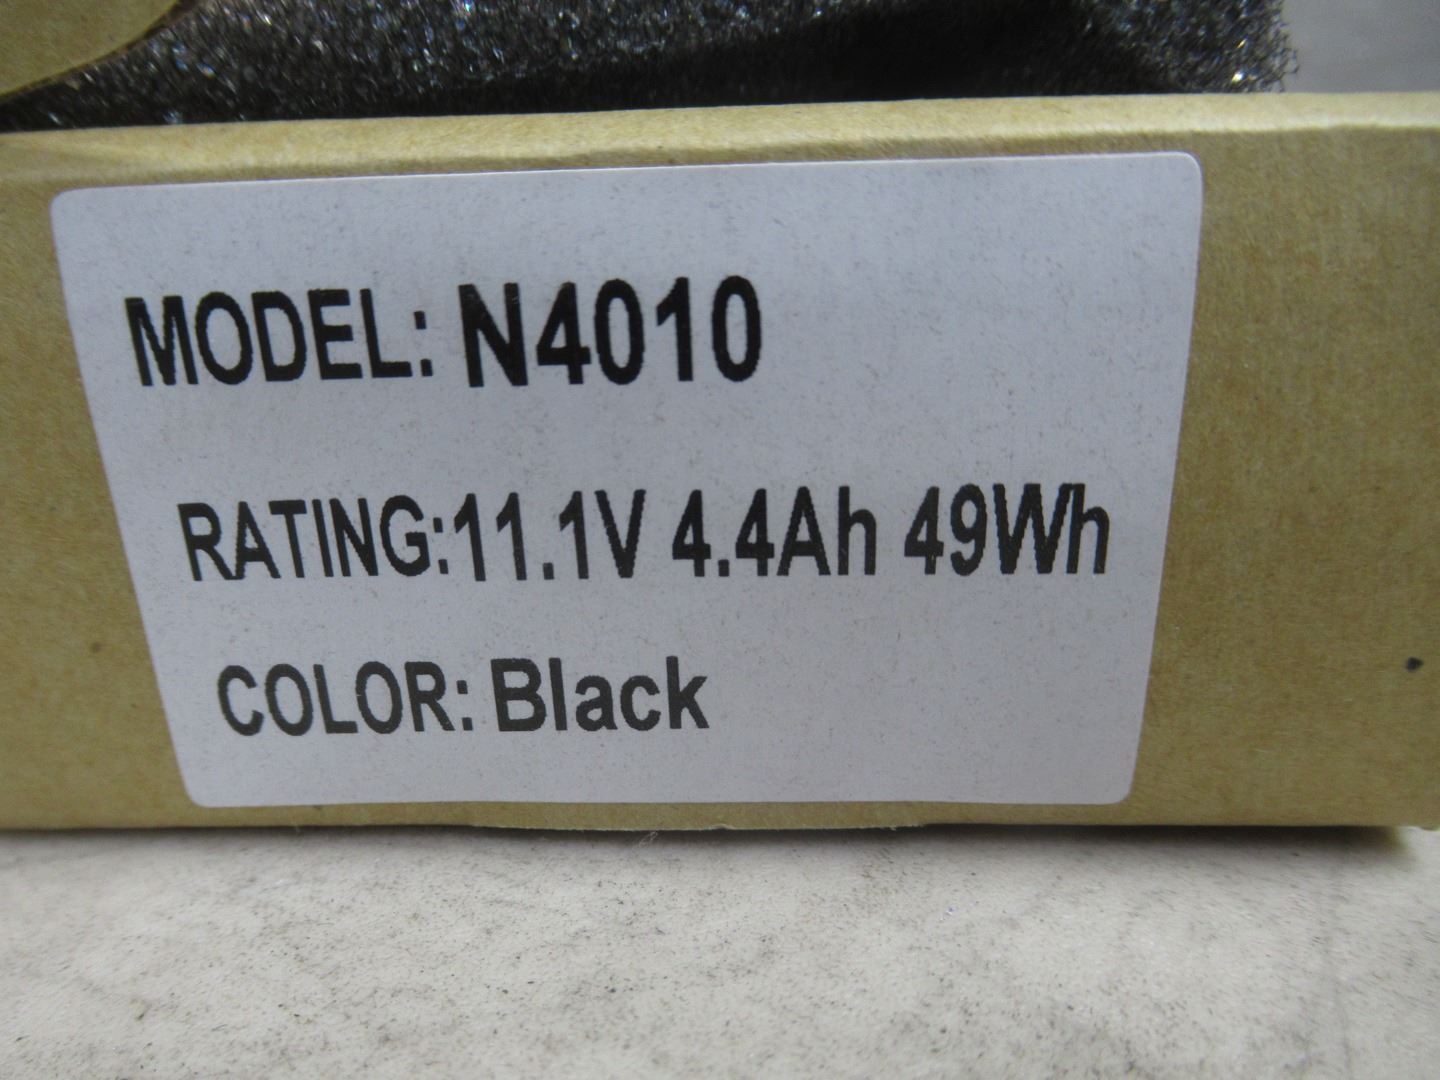 MODEL: N4010
RATING:11.1V 4.4Ah 49Wh
COLOR: Black